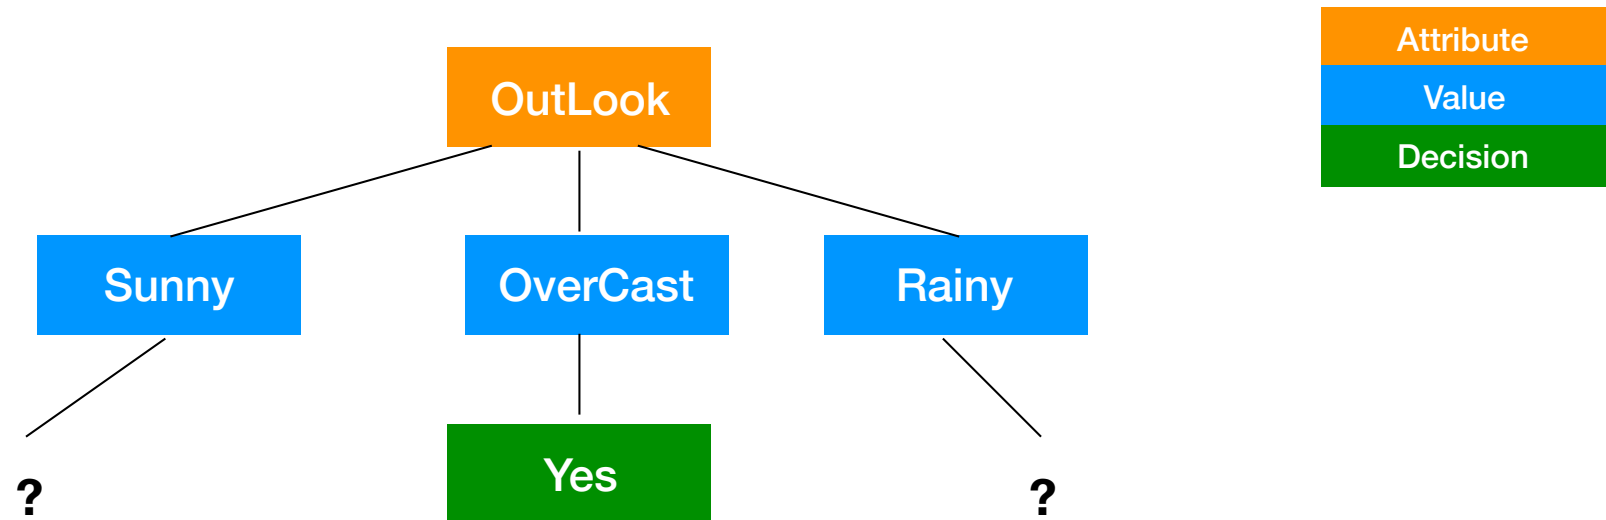 OutLook
Attribute
Value
Decision
Sunny
OverCast
Rainy
Yes
?
?